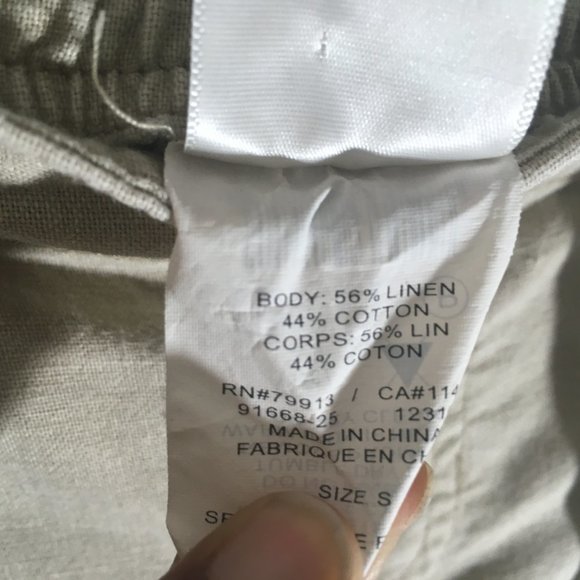 BODY: 56% LINEN
44% COTTON
CORPS: 56% LIN
44% COTON
RN#79913 / CA#114
91668-25 1231
MADE IN CHINA
FABRIQUE EN CH
SIZE S